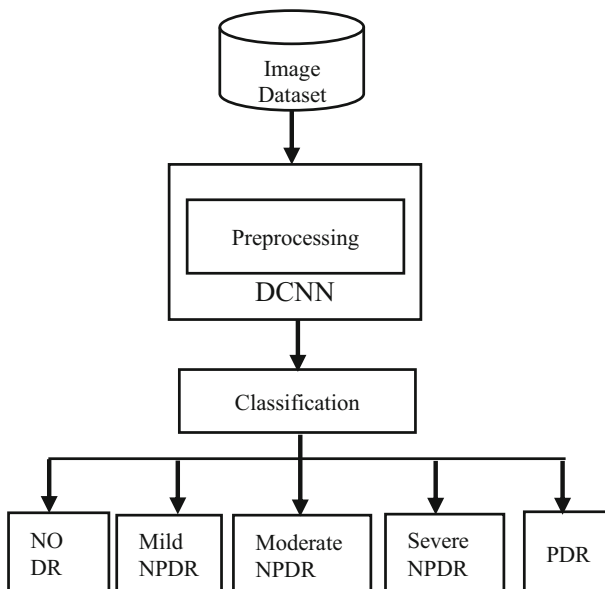 Image
Dataset
Preprocessing
DCNN
Classification
NO
DR
Mild
NPDR
Moderate
NPDR
Severe
NPDR
PDR